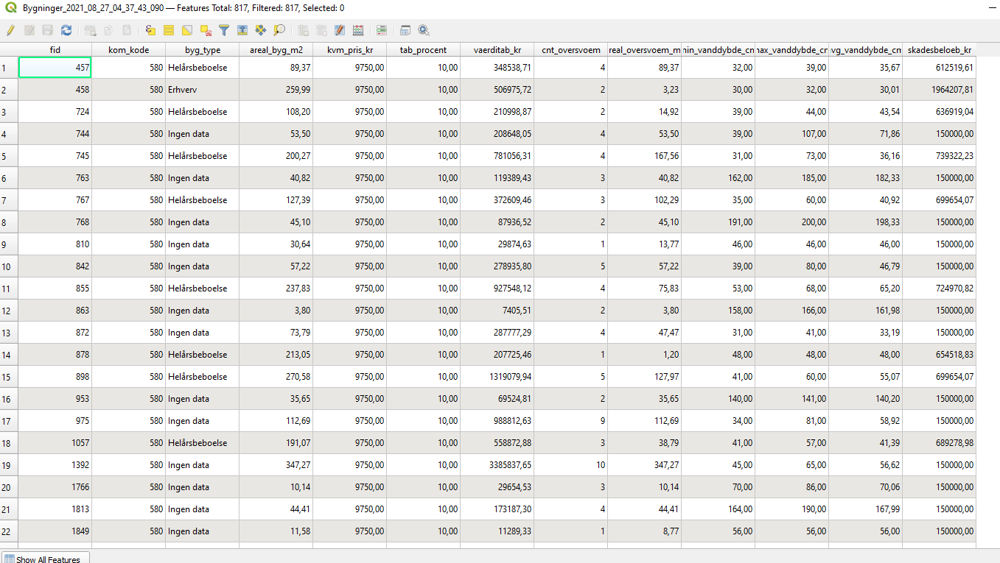 Bygninger_2021_08_27_04_37_43_090 — Features Total: 817, Filtered: 817, Selected: 0
fid kom_kode byg_type areal_byg_m2 kvm_pris_kr tab_procent vaerditab_kr cnt_oversvoem real_oversvoem_m nin_vanddybde_cn nax_vanddybde_cn vg_vanddybde_cm skadesbeloeb_kr
1 457 580 Helårsbeboelse 89,37 9750,00 10,00 348538,71 4 89,37 32,00 39,00 35,67 612519,61
2 458 580 Erhverv 259,99 9750,00 10,00 506975,72 2 3,23 30,00 32,00 30,01 1964207,81
3 724 580 Helårsbeboelse 108,20 9750,00 10,00 210998,87 2 14,92 39,00 44,00 43,54 636919,04
4 744 580 Ingen data 53,50 9750,00 10,00 208648,05 4 53,50 39,00 107,00 71,86 150000,00
5 745 580 Helårsbeboelse 200,27 9750,00 10,00 781056,31 4 167,56 31,00 73,00 36,16 739322,23
6 763 580 Ingen data 40,82 9750,00 10,00 119389,43 3 40,82 162,00 185,00 182,33 150000,00
7 767 580 Helårsbeboelse 127,39 9750,00 10,00 372609,46 3 102,29 35,00 60,00 40,92 699654,07
8 768 580 Ingen data 45,10 9750,00 10,00 87936,52 2 45,10 191,00 200,00 198,33 150000,00
9 810 580 Ingen data 30,64 9750,00 10,00 29874,63 1 13,77 46,00 46,00 46,00 150000,00
10 842 580 Ingen data 57,22 9750,00 10,00 278935,80 5 57,22 39,00 80,00 46,79 150000,00
11 855 580 Helårsbeboelse 237,83 9750,00 10,00 927548,12 4 75,83 53,00 68,00 65,20 724970,82
12 863 580 Ingen data 3,80 9750,00 10,00 7405,51 2 3,80 158,00 166,00 161,98 150000,00
13 872 580 Ingen data 73,79 9750,00 10,00 287777,29 4 47,47 31,00 41,00 33,19 150000,00
14 878 580 Helårsbeboelse 213,05 9750,00 10,00 207725,46 1 1,20 48,00 48,00 48,00 654518,83
15 898 580 Helårsbeboelse 270,58 9750,00 10,00 1319079,94 5 127,97 41,00 60,00 55,07 699654,07
16 953 580 Ingen data 35,65 9750,00 10,00 69524,81 2 35,65 140,00 141,00 140,20 150000,00
17 975 580 Ingen data 112,69 9750,00 10,00 988812,63 9 112,69 34,00 81,00 58,92 150000,00
18 1057 580 Helårsbeboelse 191,07 9750,00 10,00 558872,88 3 38,79 41,00 57,00 41,39 689278,98
19 1392 580 Ingen data 347,27 9750,00 10,00 3385837,65 10 347,27 45,00 65,00 56,62 150000,00
20 1766 580 Ingen data 10,14 9750,00 10,00 29654,53 3 10,14 70,00 86,00 70,06 150000,00
21 1813 580 Ingen data 44,41 9750,00 10,00 173187,30 4 44,41 164,00 190,00 167,99 150000,00
22 1849 580 Ingen data 11,58 9750,00 10,00 11289,33 1 8,77 56,00 56,00 56,00 150000,00
Show All Features